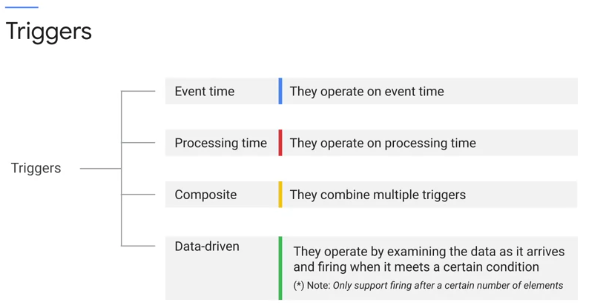 Triggers
Triggers
Event time
They operate on event time
Processing time
They operate on processing time
Composite
They combine multiple triggers
Data-driven
They operate by examining the data as it arrives
and firing when it meets a certain condition
(*) Note: Only support firing after a certain number of elements